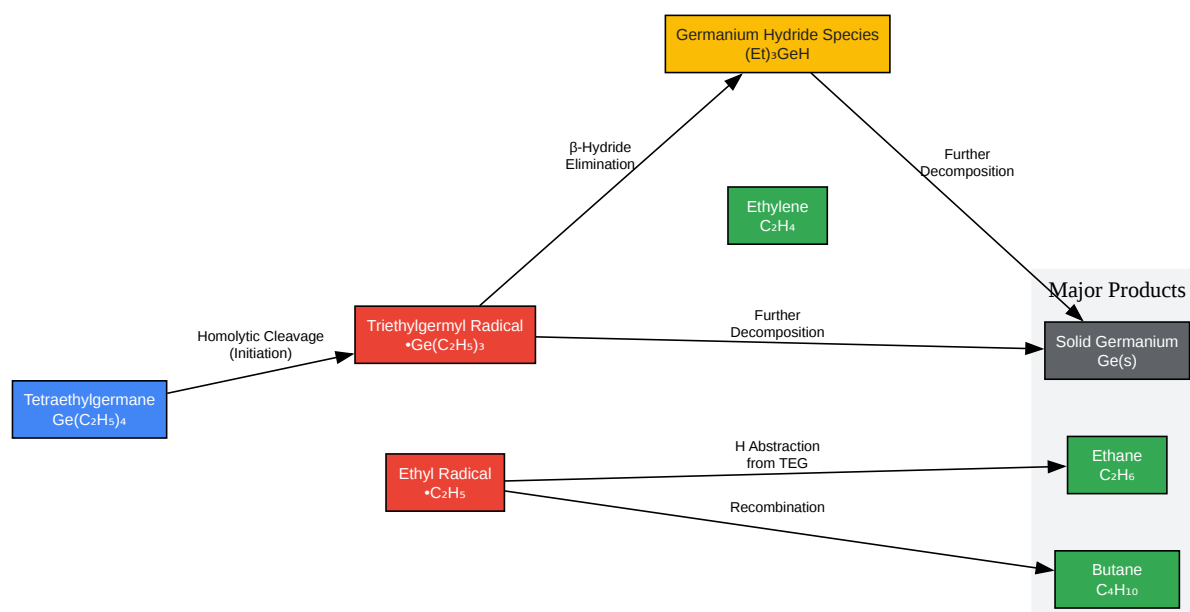 Germanium Hydride Species
(Et)₃GeH
β-Hydride
Elimination
Further
Decomposition
Ethylene
C₂H₄
Major Products
Triethylgermyl Radical
•Ge(C₂H₅)₃
Homolytic Cleavage
(Initiation)
Further
Decomposition
Solid Germanium
Ge(s)
Tetraethylgermane
Ge(C₂H₅)₄
Ethyl Radical
•C₂H₅
H Abstraction
from TEG
Ethane
C₂H₆
Recombination
Butane
C₄H₁₀